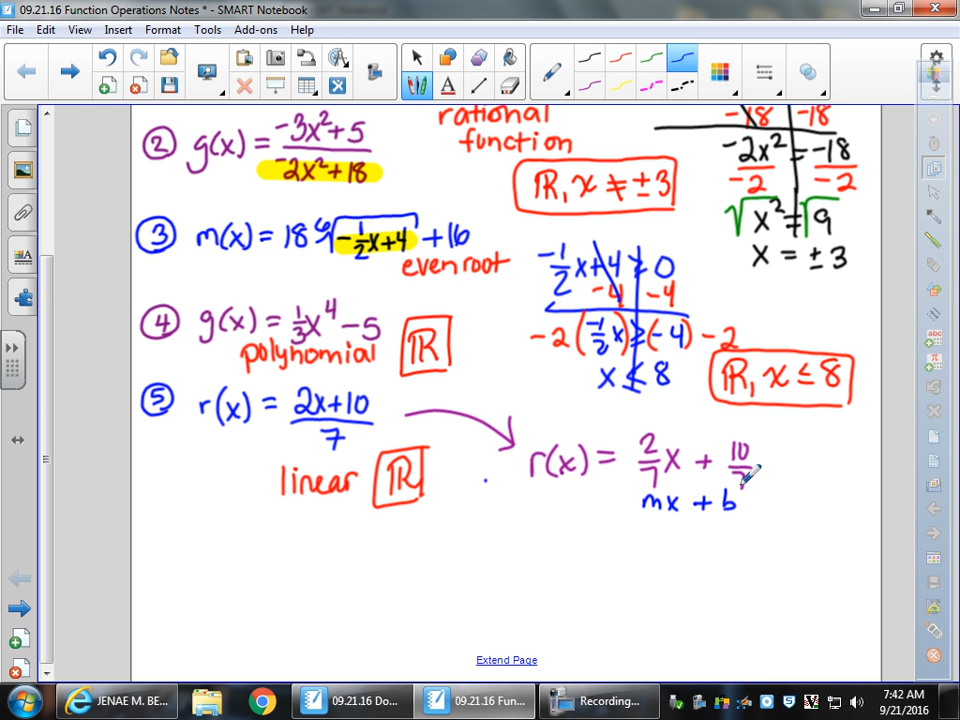 09.21.16 Function Operations Notes * - SMART Notebook
File Edit View Insert Format Tools Add-ons Help
rational
function
-18 | -18
② g(x) = -3x²+5 / -2x²+18
ℝ, x ≠ ±3
-2x² = -18
-2 -2
√x² = √9
x = ±3
③ m(x) = 18 ⁶√(-1/2x+4) + 16
even root
-1/2x+4 ≥ 0
-4 -4
-2(-1/2x) ≥ (-4) -2
x ≤ 8
ℝ, x ≤ 8
④ g(x) = 1/3x⁴ - 5
polynomial ℝ
⑤ r(x) = 2x+10 / 7
linear ℝ
r(x) = 2/7x + 10/7
mx + b
Extend Page
JENAE M. BE...
09.21.16 Do...
09.21.16 Fun...
Recording...
7:42 AM
9/21/2016